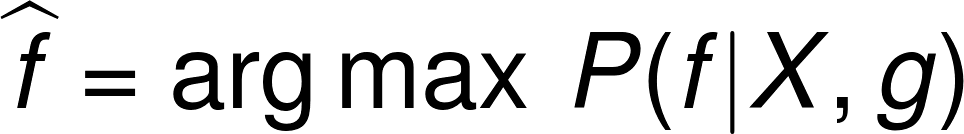 f̂ = arg max P(f|X, g)